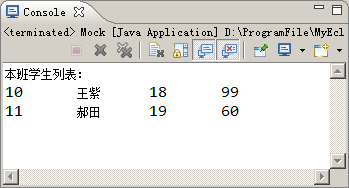 Console
<terminated> Mock [Java Application] D:\ProgramFile\MyEcl
本班学生列表:
10 王紫 18 99
11 郝田 19 60